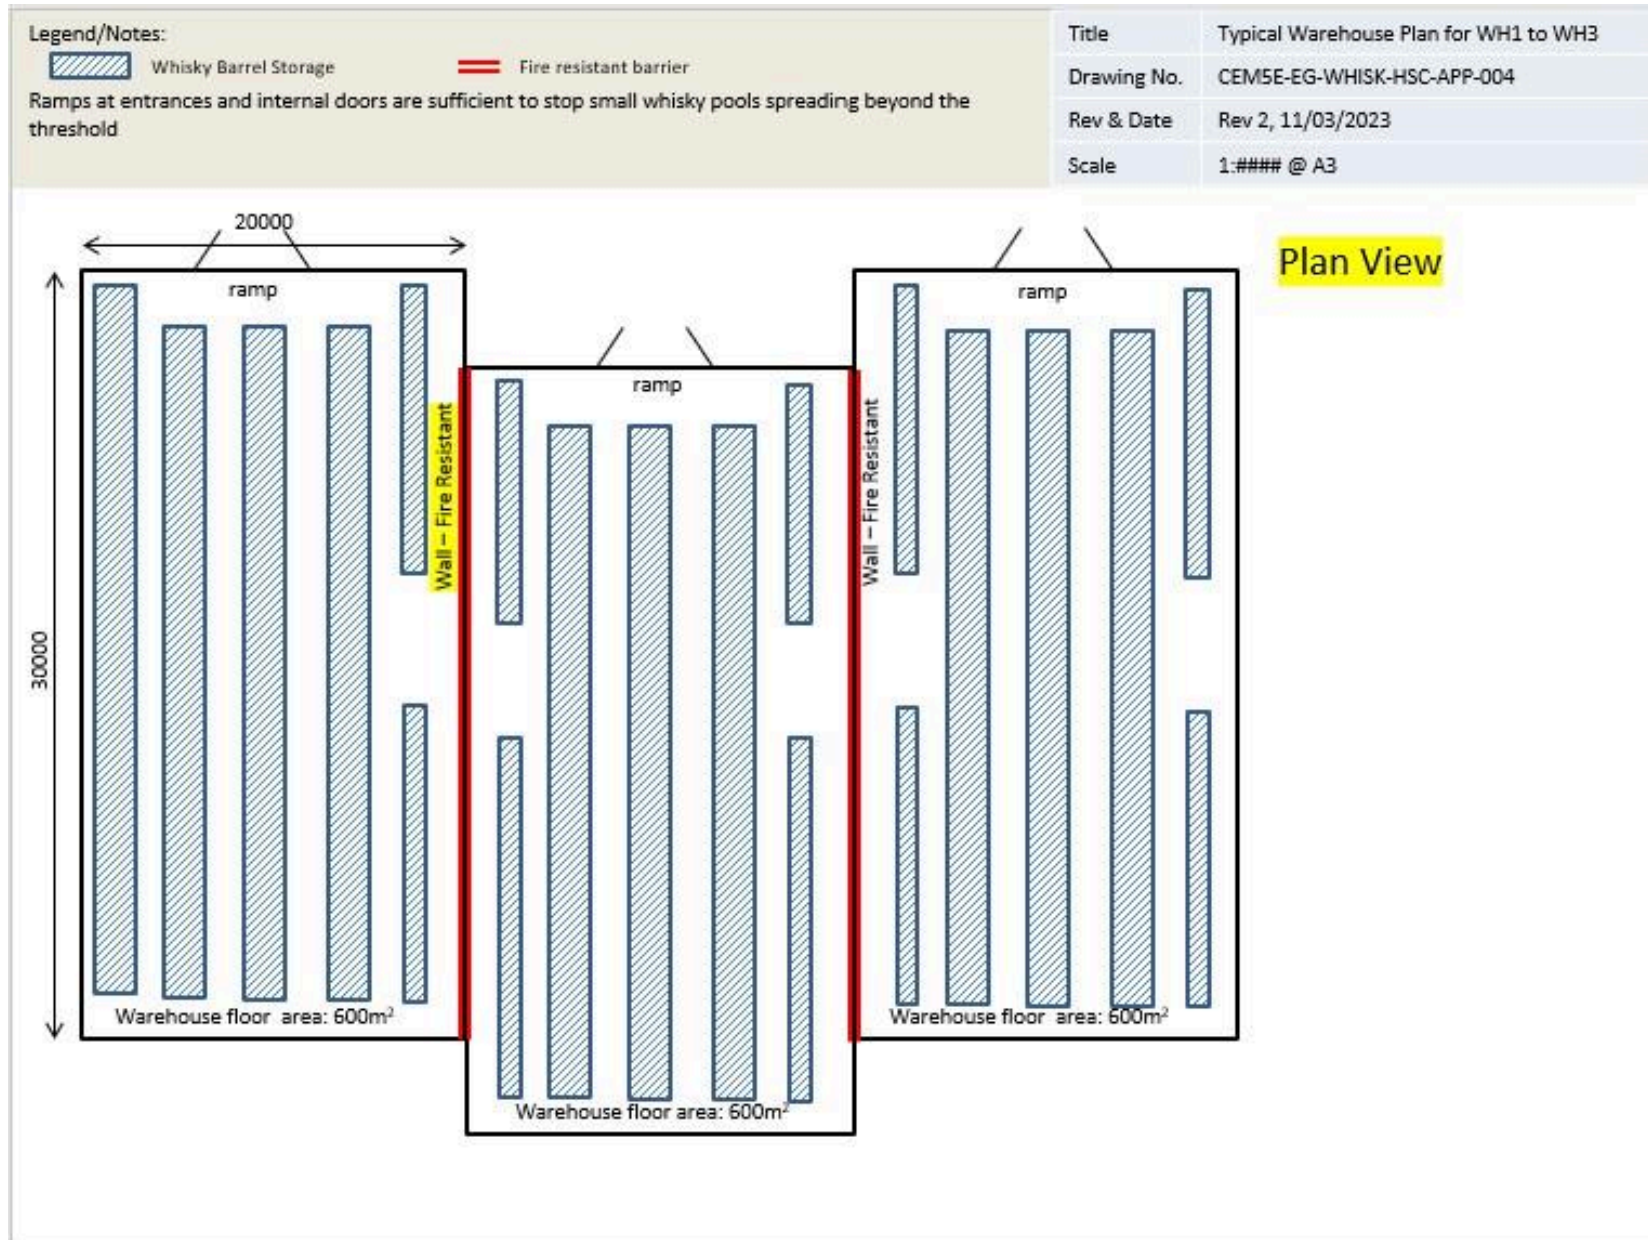 Legend/Notes:
Whisky Barrel Storage
Fire resistant barrier
Ramps at entrances and internal doors are sufficient to stop small whisky pools spreading beyond the
threshold
Title Typical Warehouse Plan for WH1 to WH3
Drawing No. CEM5E-EG-WHISK-HSC-APP-004
Rev & Date Rev 2, 11/03/2023
Scale 1:#### @ A3
20000
Plan View
ramp
ramp
ramp
Wall – Fire Resistant
Wall – Fire Resistant
30000
Warehouse floor area: 600m²
Warehouse floor area: 600m²
Warehouse floor area: 600m²